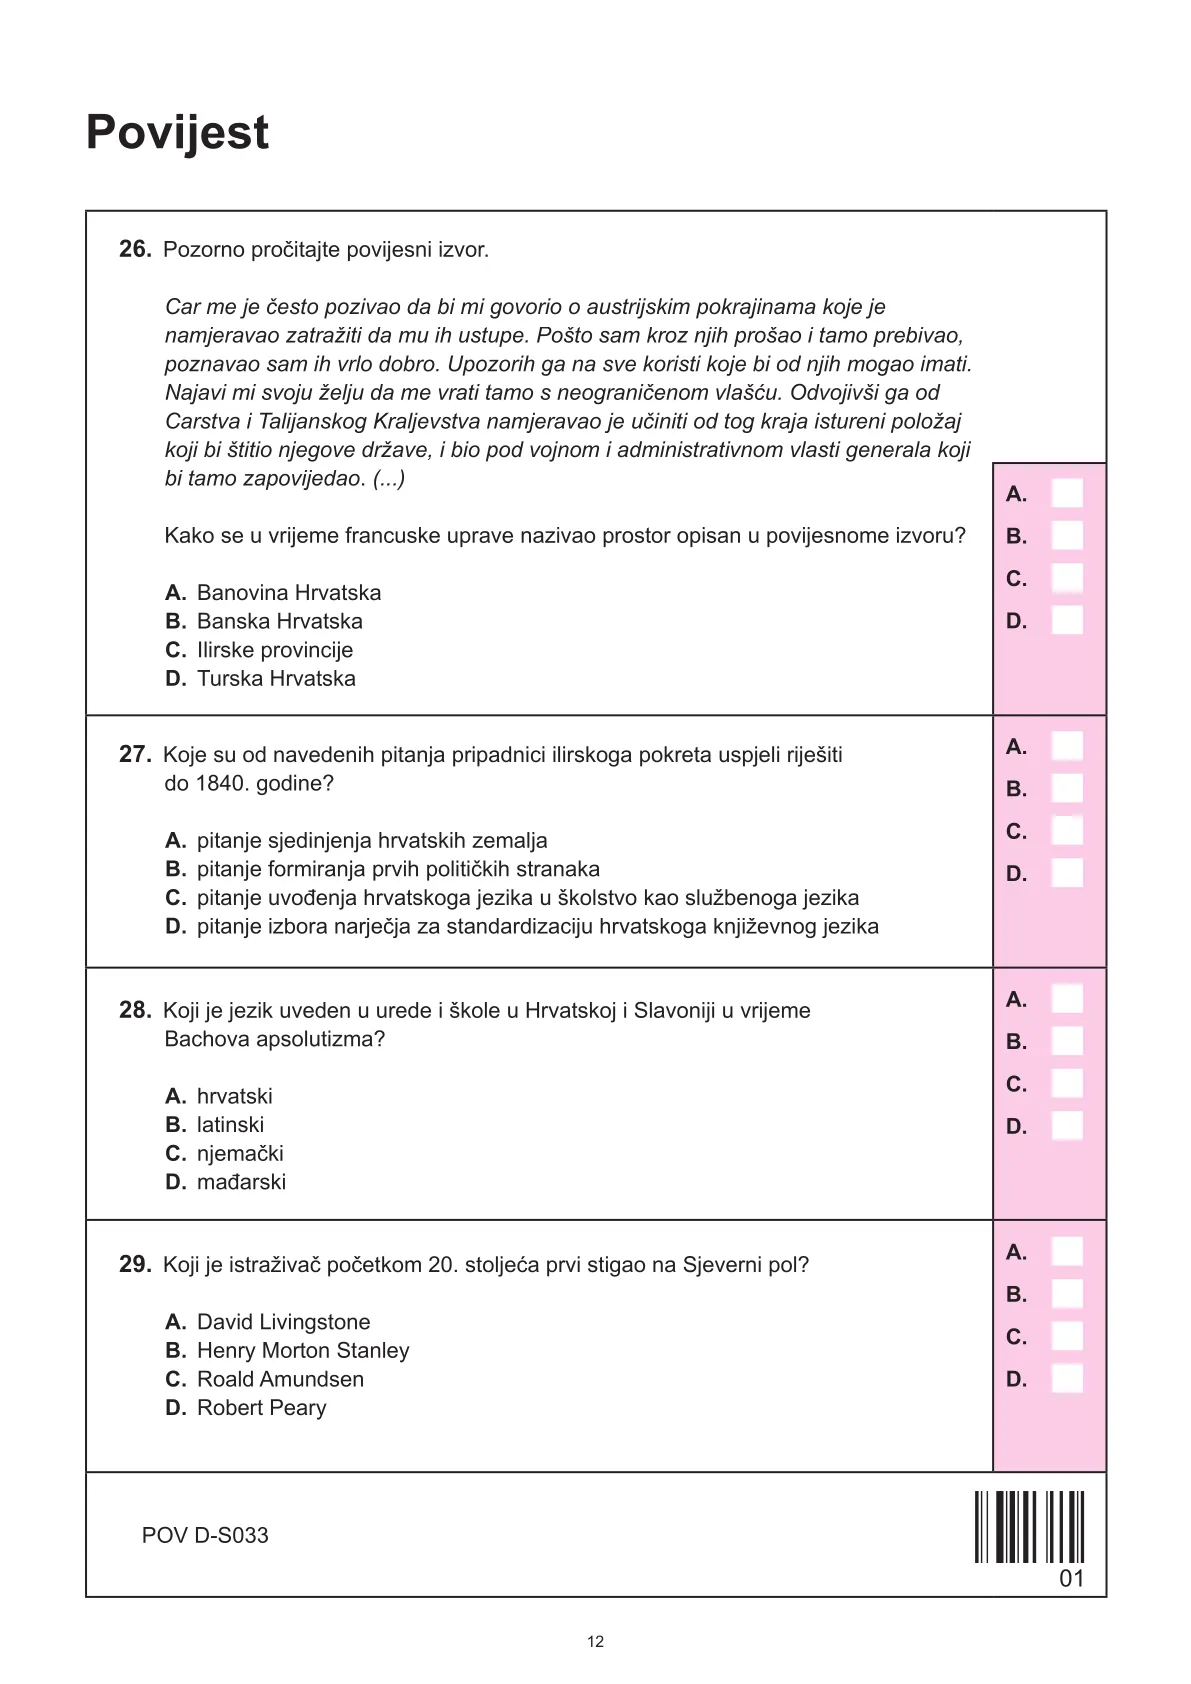 Povijest
26. Pozorno pročitajte povijesni izvor.
Car me je često pozivao da bi mi govorio o austrijskim pokrajinama koje je
namjeravao zatražiti da mu ih ustupe. Pošto sam kroz njih prošao i tamo prebivao,
poznavao sam ih vrlo dobro. Upozorih ga na sve koristi koje bi od njih mogao imati.
Najavi mi svoju želju da me vrati tamo s neograničenom vlašću. Odvojivši ga od
Carstva i Talijanskog Kraljevstva namjeravao je učiniti od tog kraja istureni položaj
koji bi štitio njegove države, i bio pod vojnom i administrativnom vlasti generala koji
bi tamo zapovijedao. (...)
Kako se u vrijeme francuske uprave nazivao prostor opisan u povijesnome izvoru?
A. Banovina Hrvatska
B. Banska Hrvatska
C. Ilirske provincije
D. Turska Hrvatska
A.
B.
C.
D.
27. Koje su od navedenih pitanja pripadnici ilirskoga pokreta uspjeli riješiti
do 1840. godine?
A. pitanje sjedinjenja hrvatskih zemalja
B. pitanje formiranja prvih političkih stranaka
C. pitanje uvođenja hrvatskoga jezika u školstvo kao službenoga jezika
D. pitanje izbora narječja za standardizaciju hrvatskoga književnog jezika
A.
B.
C.
D.
28. Koji je jezik uveden u urede i škole u Hrvatskoj i Slavoniji u vrijeme
Bachova apsolutizma?
A. hrvatski
B. latinski
C. njemački
D. mađarski
A.
B.
C.
D.
29. Koji je istraživač početkom 20. stoljeća prvi stigao na Sjeverni pol?
A. David Livingstone
B. Henry Morton Stanley
C. Roald Amundsen
D. Robert Peary
A.
B.
C.
D.
POV D-S033
01
12